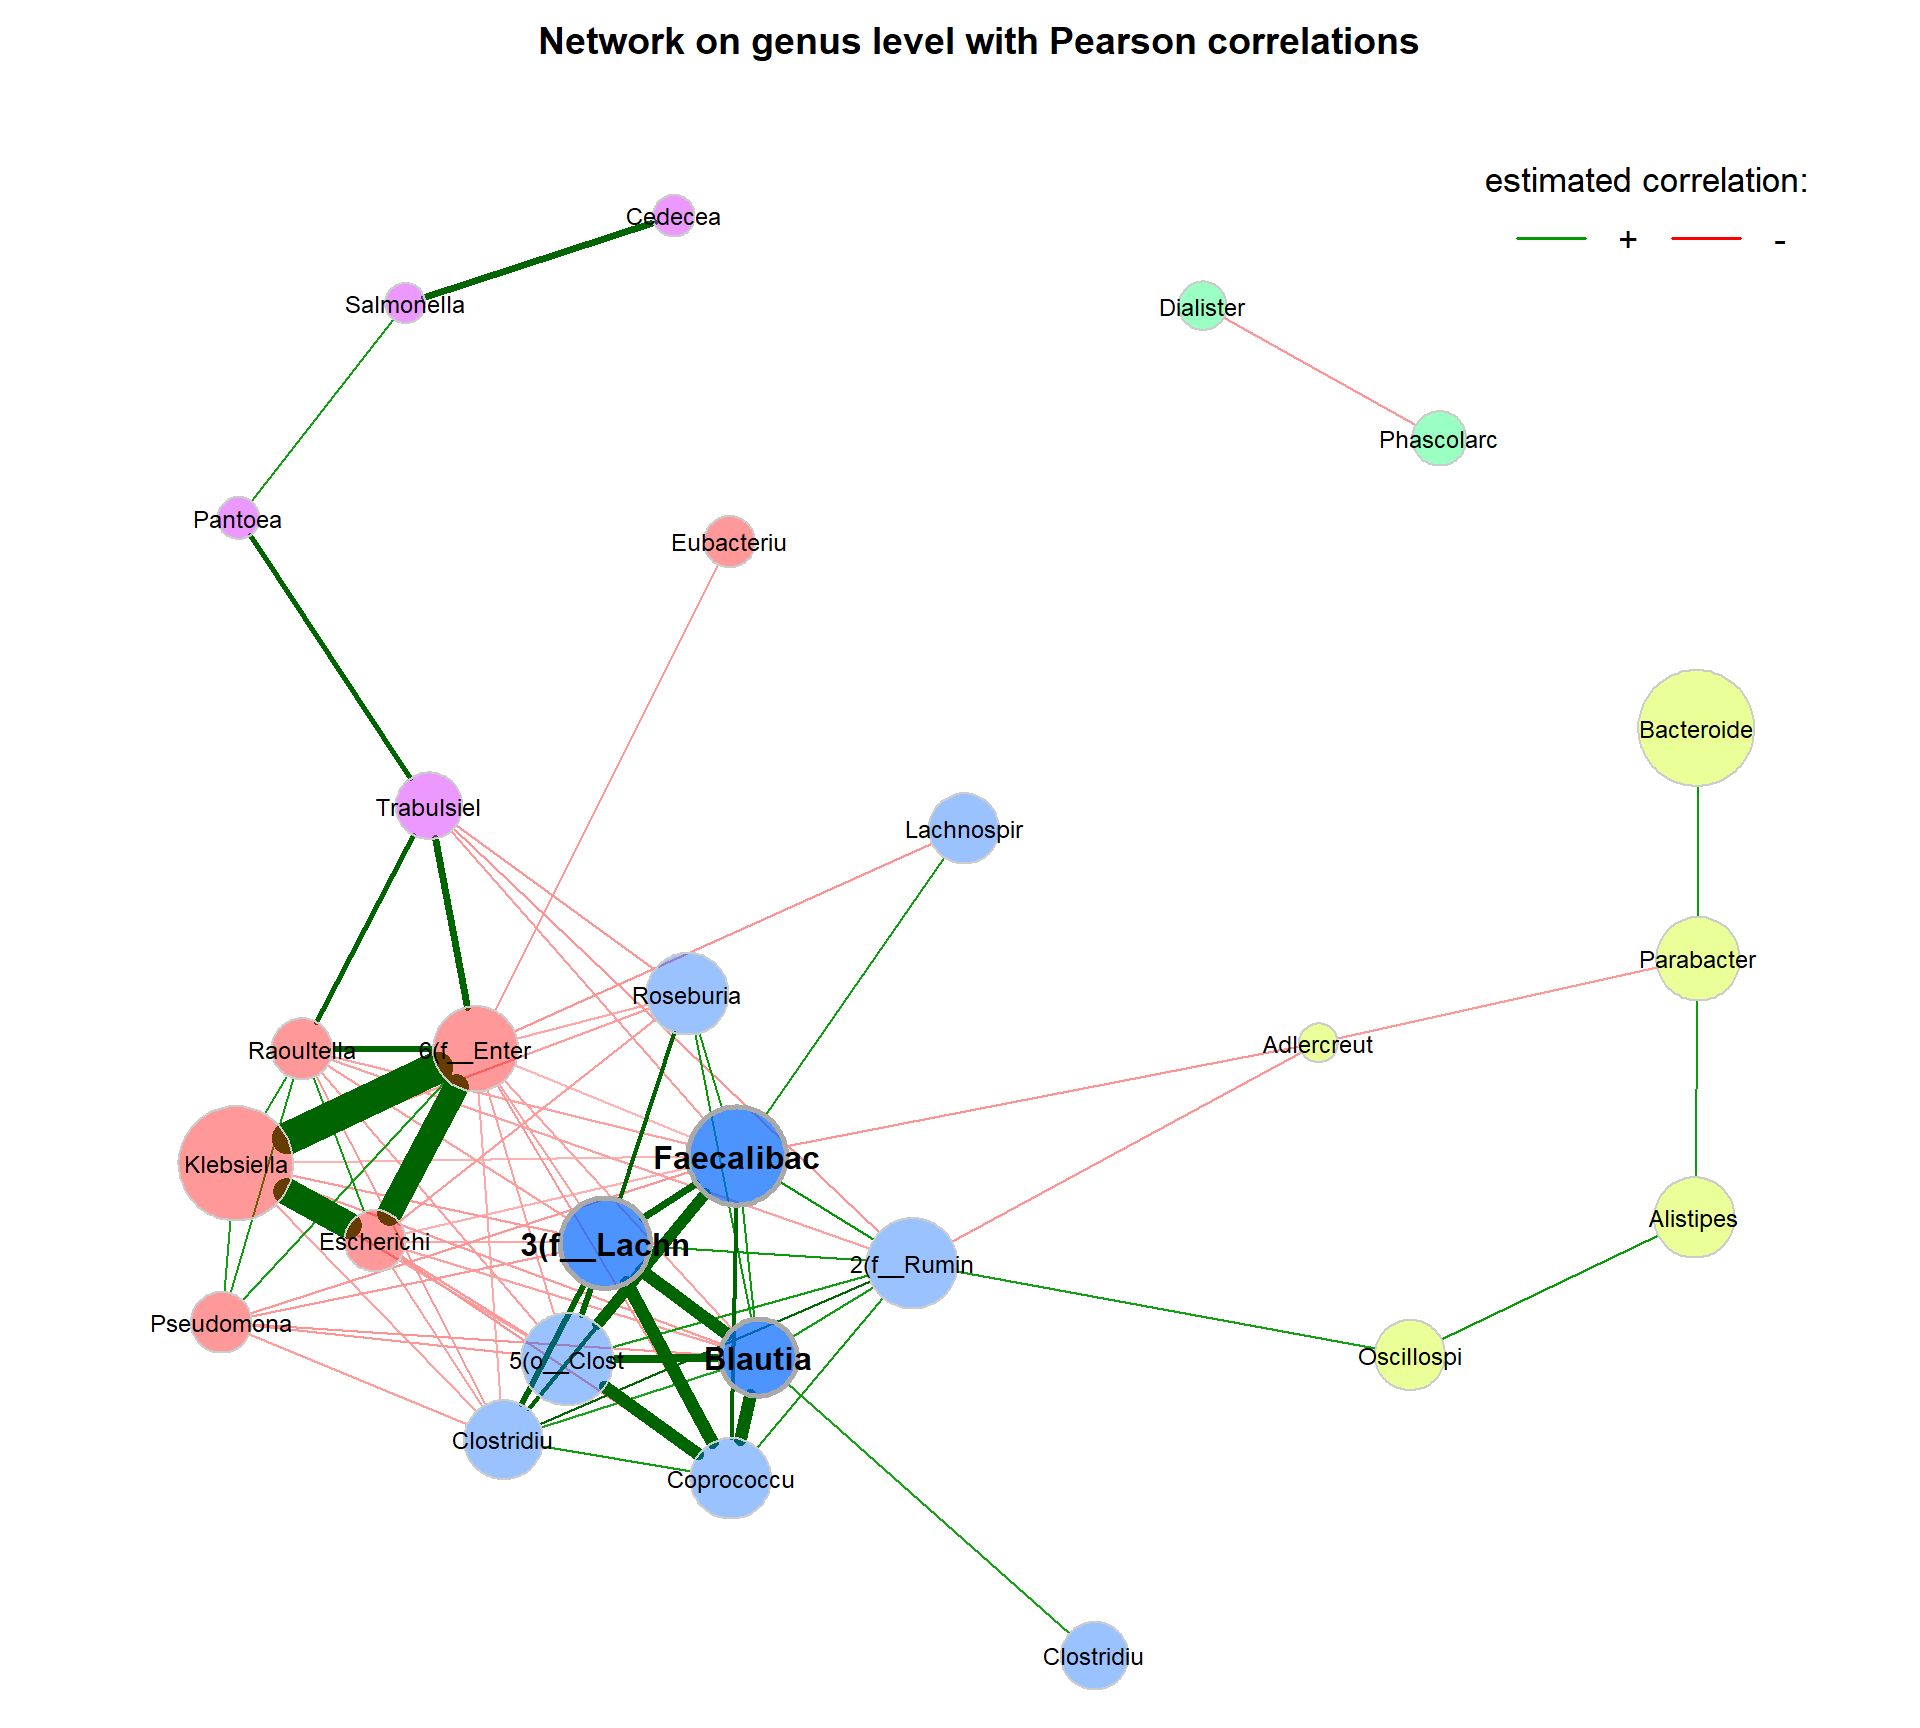 Network on genus level with Pearson correlations
estimated correlation:
+ -
Cedecea
Salmonella
Dialister
Phascolarc
Pantoea
Eubacteriu
Bacteroide
Trabulsiel
Lachnospir
Parabacter
Roseburia
Adlercreut
Raoultella
6(f__Enter
Faecalibac
Klebsiella
Alistipes
Escherichi
3(f__Lachn
2(f__Rumin
Pseudomona
5(o__Clost
Blautia
Oscillospi
Clostridiu
Coprococcu
Clostridiu